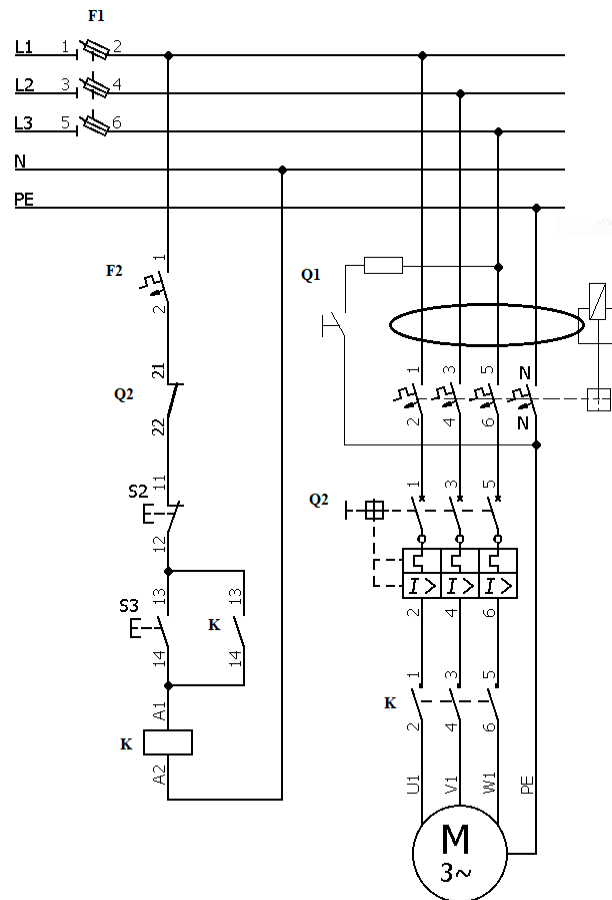 F1
L1 1 2
L2 3 4
L3 5 6
N
PE
1
F2
2
Q1
21
Q2
22
1 3 5 N
2 4 6 N
11
S2
12
Q2
1 3 5
I > I > I >
2 4 6
13 13
S3
K
14 14
1 3 5
K
2 4 6
A1
K
A2
U1 V1 W1 PE
M
3~